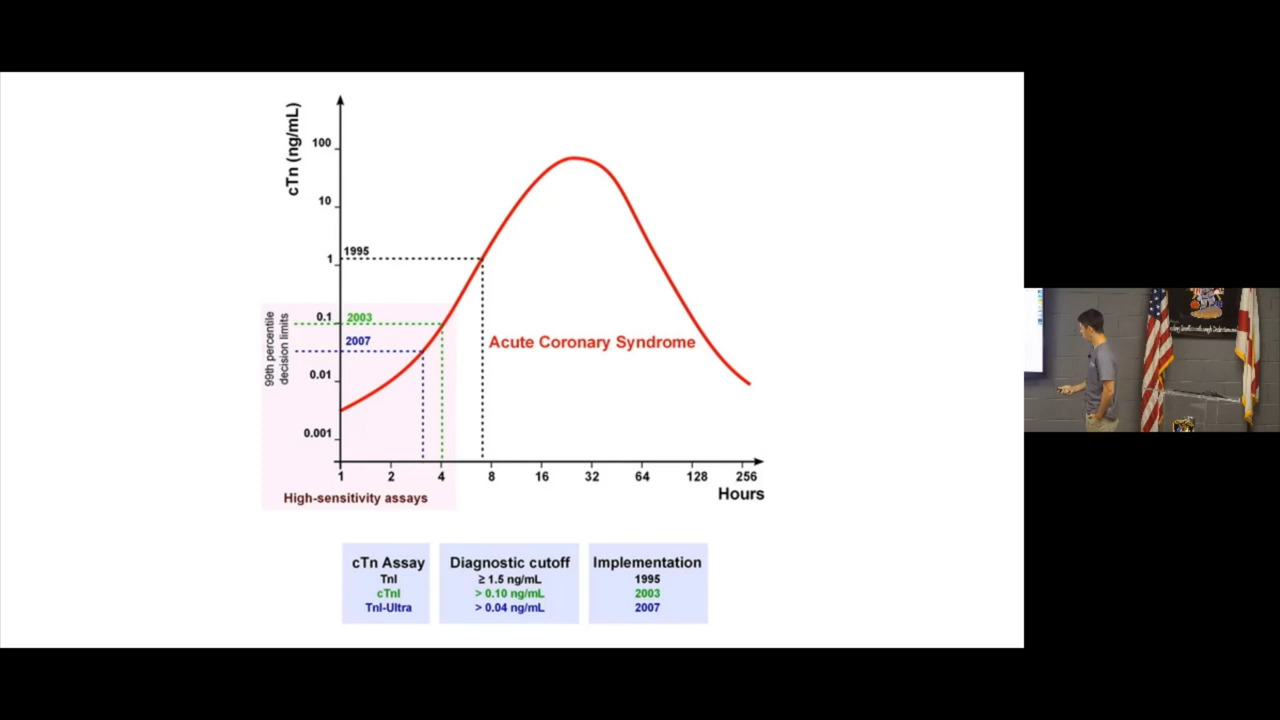 cTn (ng/mL)
100
10
1
0.1
0.01
0.001
1995
2003
2007
99th percentile
decision limits
Acute Coronary Syndrome
1 2 4 8 16 32 64 128 256
Hours
High-sensitivity assays
cTn Assay Diagnostic cutoff Implementation
TnI ≥ 1.5 ng/mL 1995
cTnI > 0.10 ng/mL 2003
TnI-Ultra > 0.04 ng/mL 2007